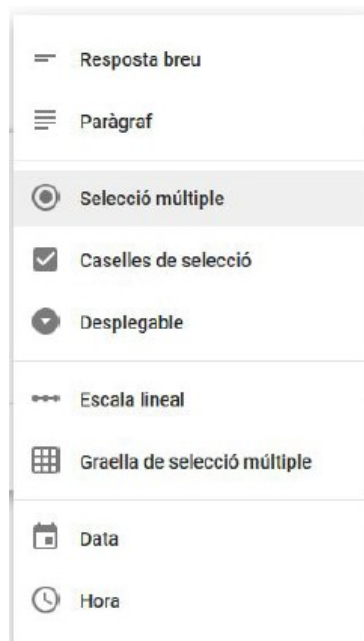 Resposta breu
Paràgraf
Selecció múltiple
Caselles de selecció
Desplegable
Escala lineal
Graella de selecció múltiple
Data
Hora